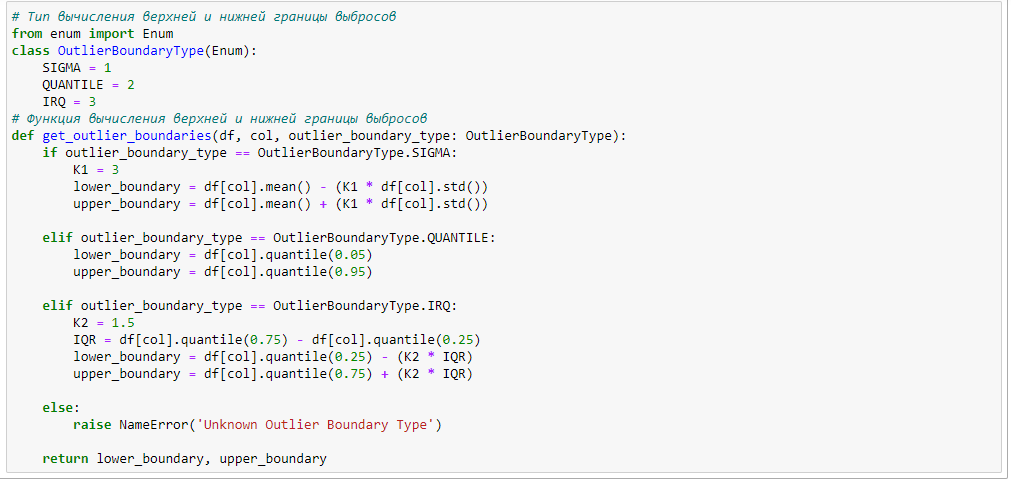 # Тип вычисления верхней и нижней границы выбросов
from enum import Enum
class OutlierBoundaryType(Enum):
    SIGMA = 1
    QUANTILE = 2
    IRQ = 3
# Функция вычисления верхней и нижней границы выбросов
def get_outlier_boundaries(df, col, outlier_boundary_type: OutlierBoundaryType):
    if outlier_boundary_type == OutlierBoundaryType.SIGMA:
        K1 = 3
        lower_boundary = df[col].mean() - (K1 * df[col].std())
        upper_boundary = df[col].mean() + (K1 * df[col].std())

    elif outlier_boundary_type == OutlierBoundaryType.QUANTILE:
        lower_boundary = df[col].quantile(0.05)
        upper_boundary = df[col].quantile(0.95)

    elif outlier_boundary_type == OutlierBoundaryType.IRQ:
        K2 = 1.5
        IQR = df[col].quantile(0.75) - df[col].quantile(0.25)
        lower_boundary = df[col].quantile(0.25) - (K2 * IQR)
        upper_boundary = df[col].quantile(0.75) + (K2 * IQR)

    else:
        raise NameError('Unknown Outlier Boundary Type')

    return lower_boundary, upper_boundary